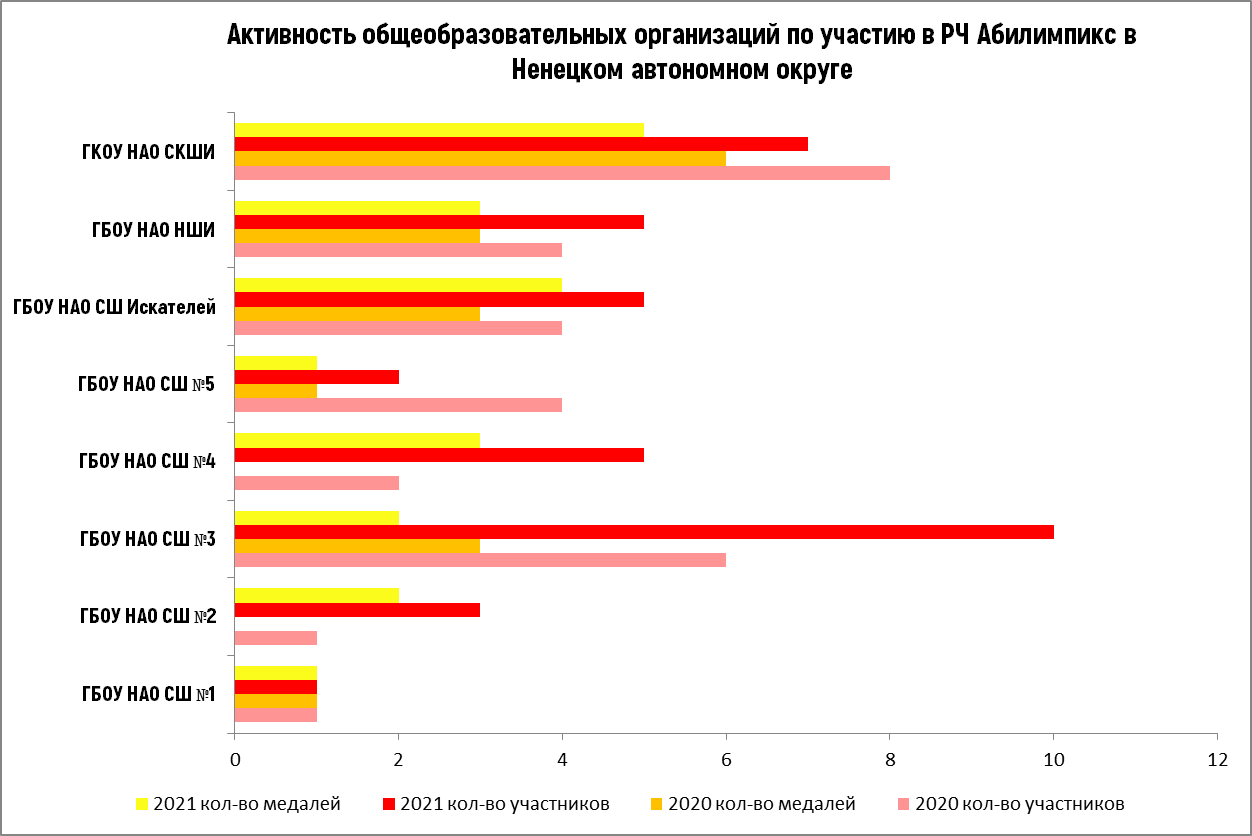 Активность общеобразовательных организаций по участию в РЧ Абилимпикс в
Ненецком автономном округе
ГКОУ НАО СКШИ
ГБОУ НАО НШИ
ГБОУ НАО СШ Искателей
ГБОУ НАО СШ №5
ГБОУ НАО СШ №4
ГБОУ НАО СШ №3
ГБОУ НАО СШ №2
ГБОУ НАО СШ №1
0 2 4 6 8 10 12
2021 кол-во медалей 2021 кол-во участников 2020 кол-во медалей 2020 кол-во участников